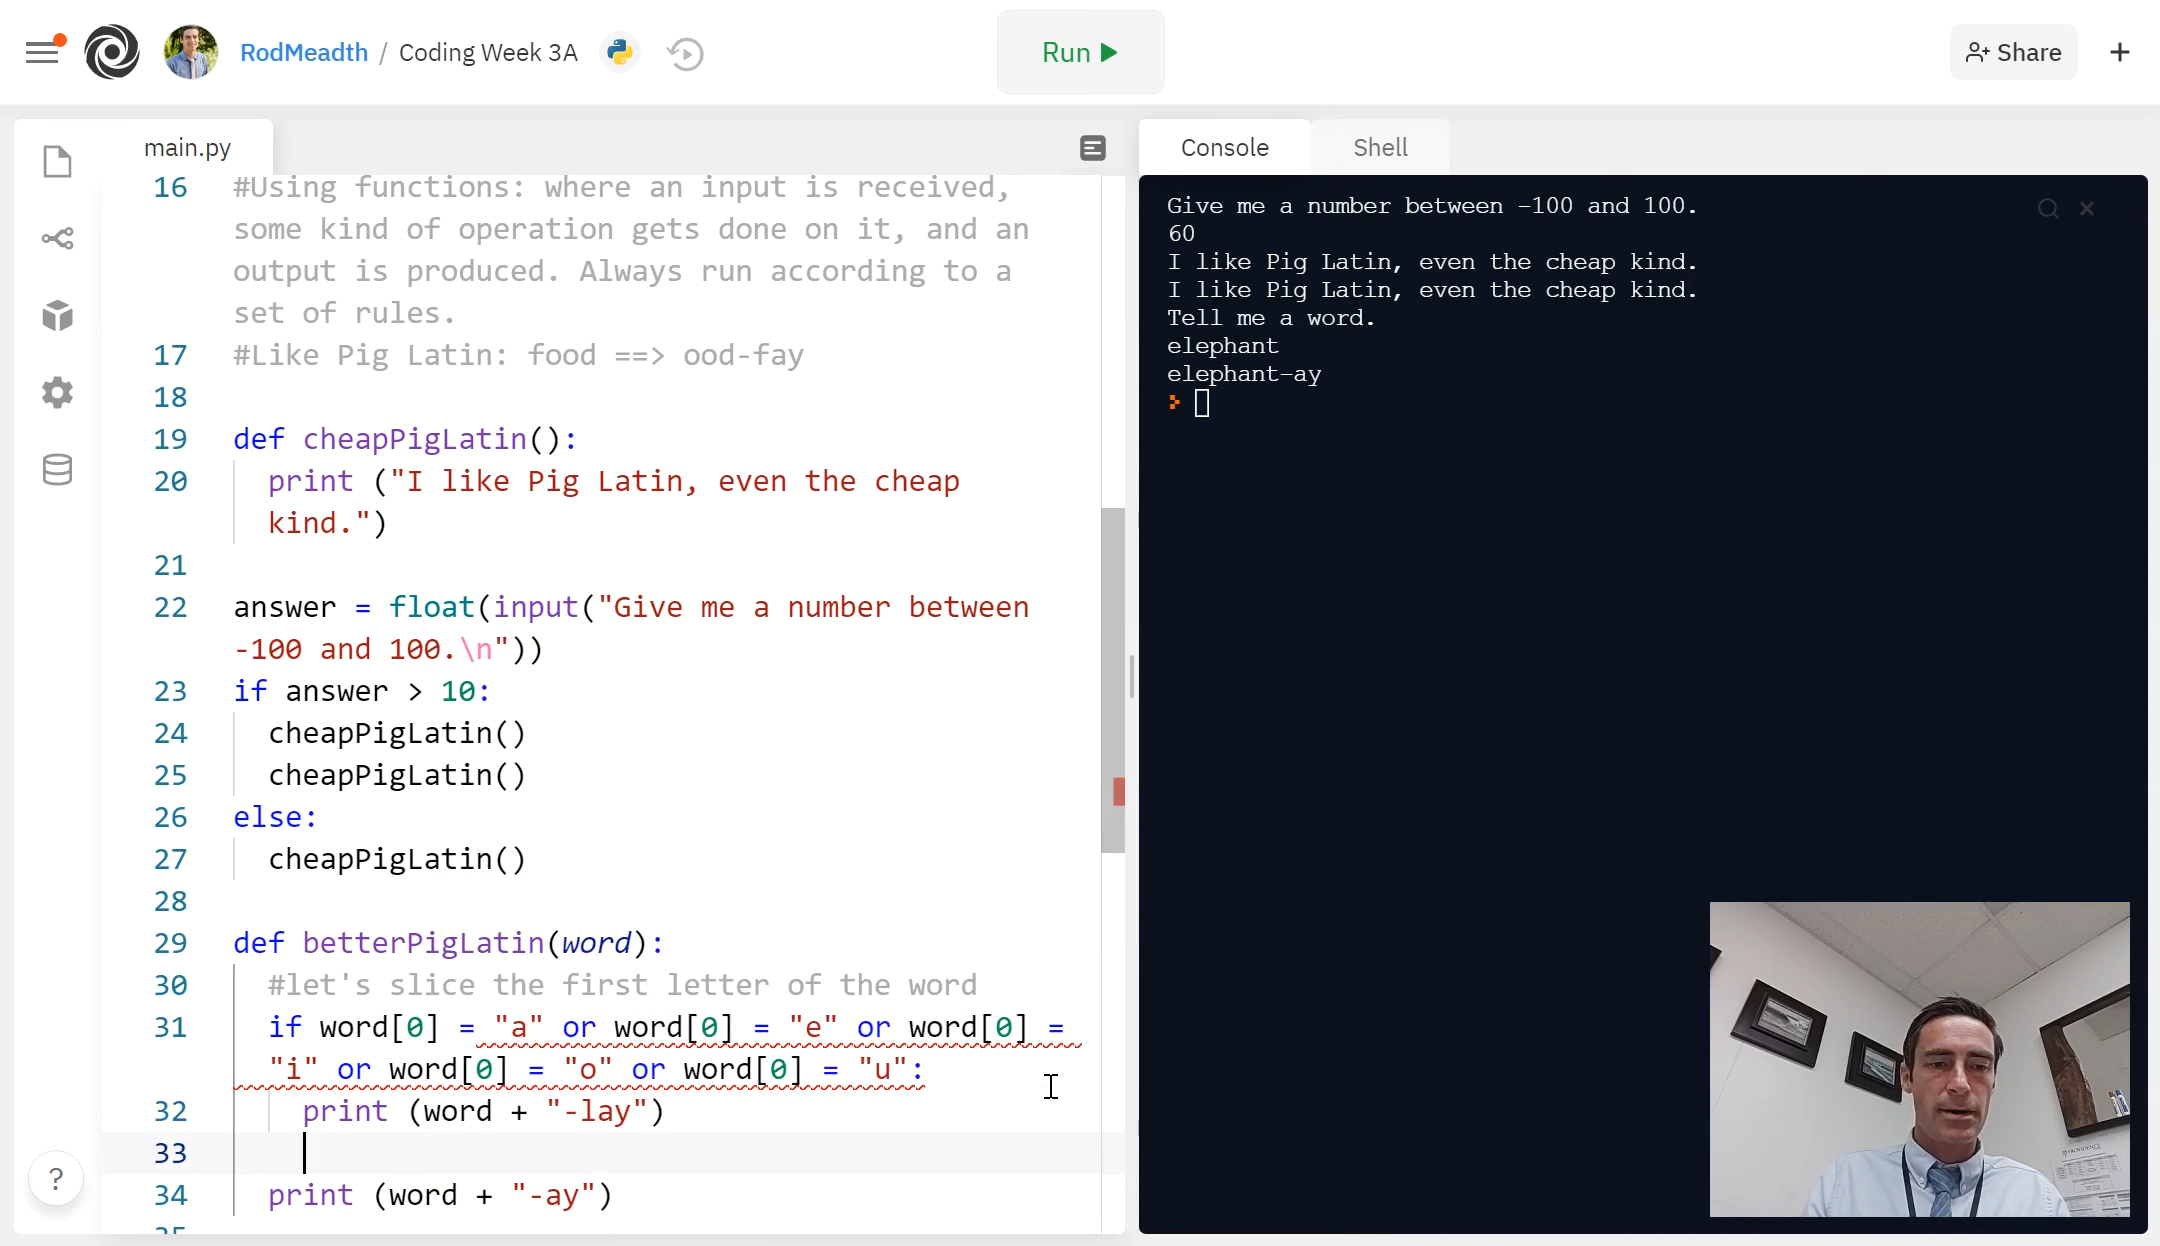 RodMeadth / Coding Week 3A
Run
Share
main.py
Console
Shell
16 #Using functions: where an input is received,
some kind of operation gets done on it, and an
output is produced. Always run according to a
set of rules.
17 #Like Pig Latin: food ==> ood-fay
18
19 def cheapPigLatin():
20 print ("I like Pig Latin, even the cheap
kind.")
21
22 answer = float(input("Give me a number between
-100 and 100.\n"))
23 if answer > 10:
24 cheapPigLatin()
25 cheapPigLatin()
26 else:
27 cheapPigLatin()
28
29 def betterPigLatin(word):
30 #let's slice the first letter of the word
31 if word[0] = "a" or word[0] = "e" or word[0] =
"i" or word[0] = "o" or word[0] = "u":
32 print (word + "-lay")
33
34 print (word + "-ay")
?
Give me a number between -100 and 100.
60
I like Pig Latin, even the cheap kind.
I like Pig Latin, even the cheap kind.
Tell me a word.
elephant
elephant-ay